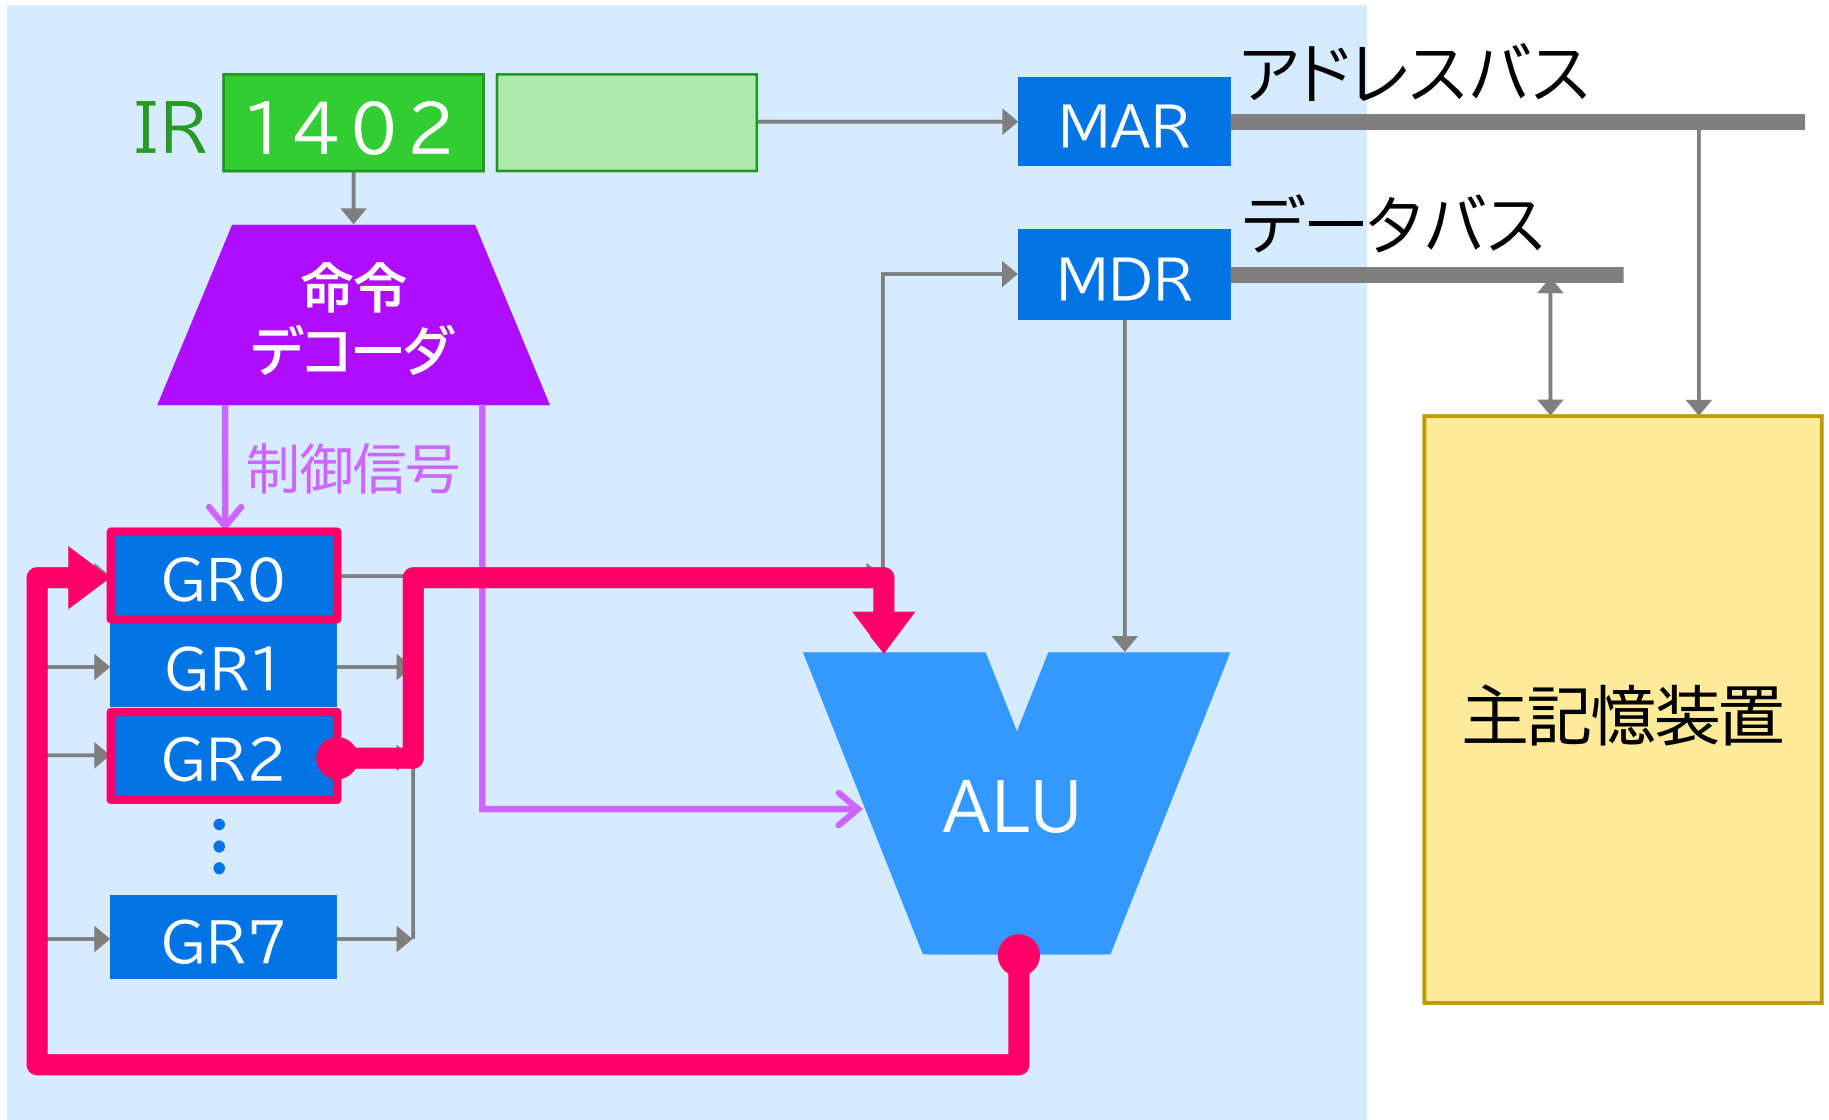 アドレスバス
IR
1402
MAR
データバス
MDR
命令
デコーダ
制御信号
GR0
GR1
GR2
GR7
ALU
主記憶装置